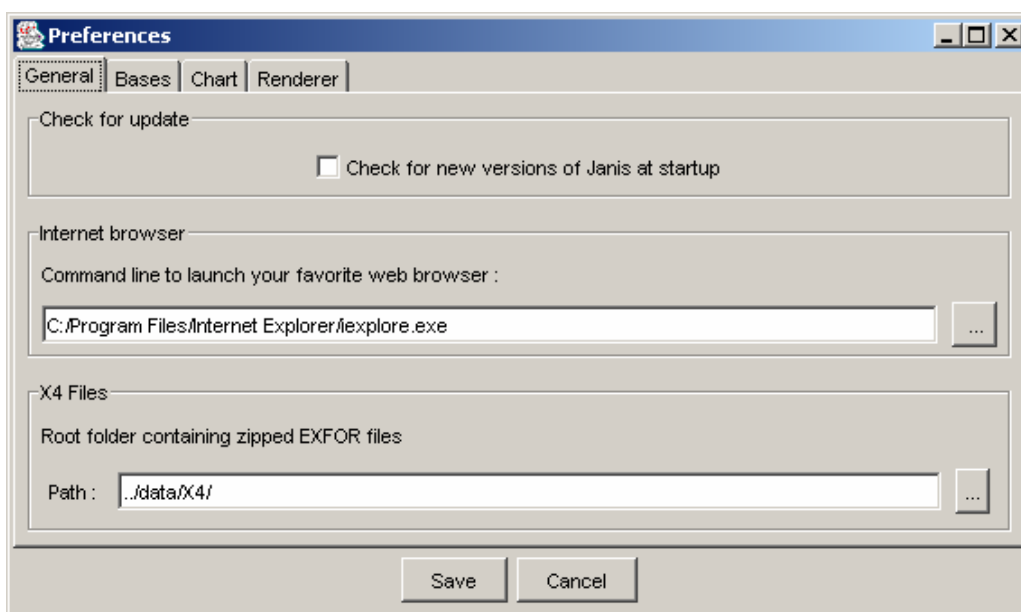 Preferences
General Bases Chart Renderer
Check for update
Check for new versions of Janis at startup
Internet browser
Command line to launch your favorite web browser :
C:/Program Files/Internet Explorer/iexplore.exe
...
X4 Files
Root folder containing zipped EXFOR files
Path : ../data/X4/
...
Save Cancel